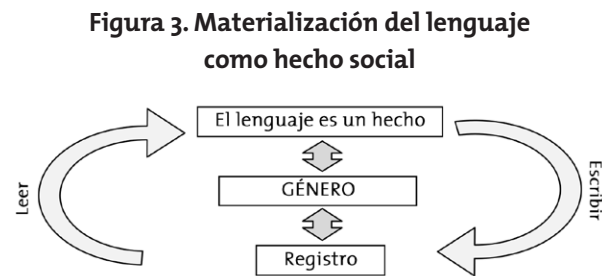 Figura 3. Materialización del lenguaje
como hecho social
El lenguaje es un hecho
Leer
GÉNERO
Escribir
Registro